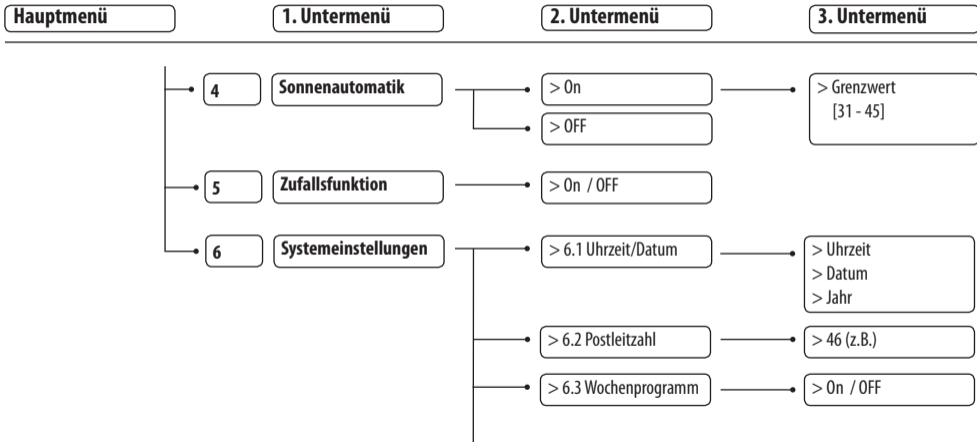 Hauptmenü 1. Untermenü 2. Untermenü 3. Untermenü
4 Sonnenautomatik > On > Grenzwert
[31 - 45]
> OFF
5 Zufallsfunktion > On / OFF
6 Systemeinstellungen > 6.1 Uhrzeit/Datum > Uhrzeit
> Datum
> Jahr
> 6.2 Postleitzahl > 46 (z.B.)
> 6.3 Wochenprogramm > On / OFF